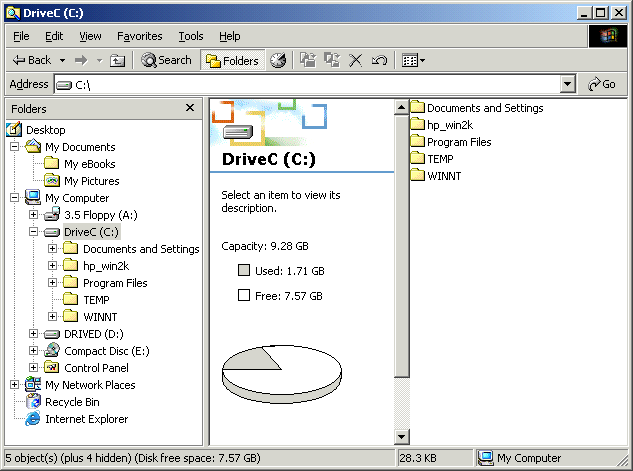 DriveC (C:)
File Edit View Favorites Tools Help
Back Search Folders
Address C:\ Go
Folders
Desktop
My Documents
My eBooks
My Pictures
My Computer
3.5 Floppy (A:)
DriveC (C:)
Documents and Settings
hp_win2k
Program Files
TEMP
WINNT
DRIVED (D:)
Compact Disc (E:)
Control Panel
My Network Places
Recycle Bin
Internet Explorer
DriveC (C:)
Select an item to view its
description.
Capacity: 9.28 GB
Used: 1.71 GB
Free: 7.57 GB
Documents and Settings
hp_win2k
Program Files
TEMP
WINNT
5 object(s) (plus 4 hidden) (Disk free space: 7.57 GB) 28.3 KB My Computer